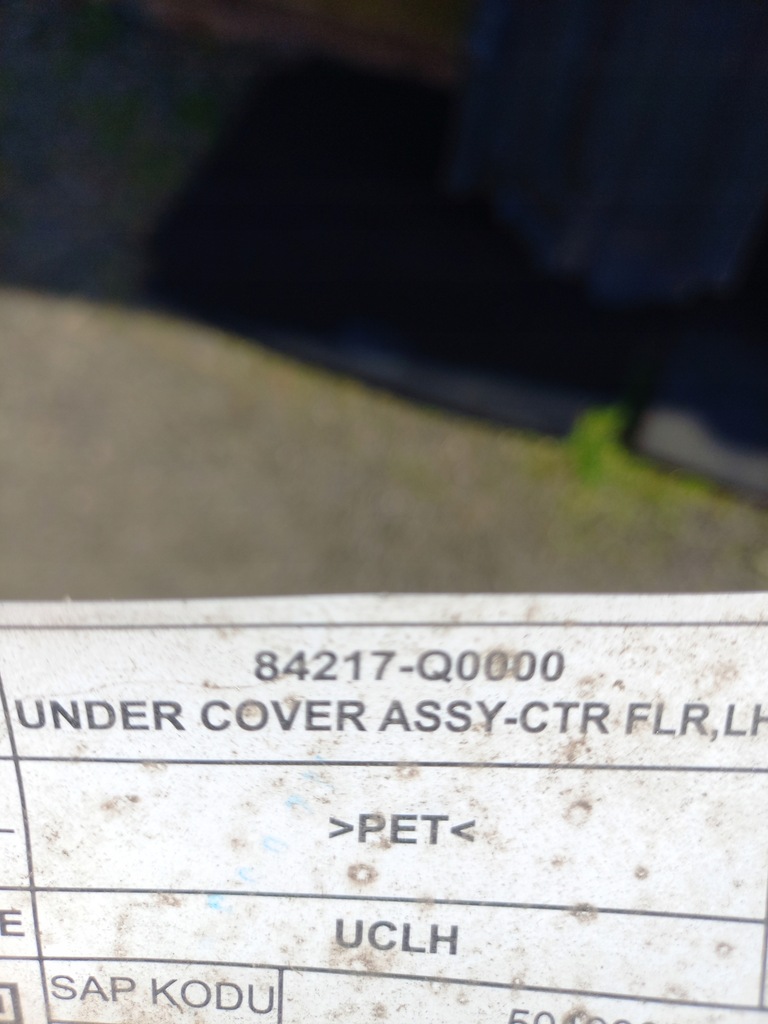 84217-Q0000
UNDER COVER ASSY-CTR FLR,LH
>PET<
E
UCLH
SAP KODU